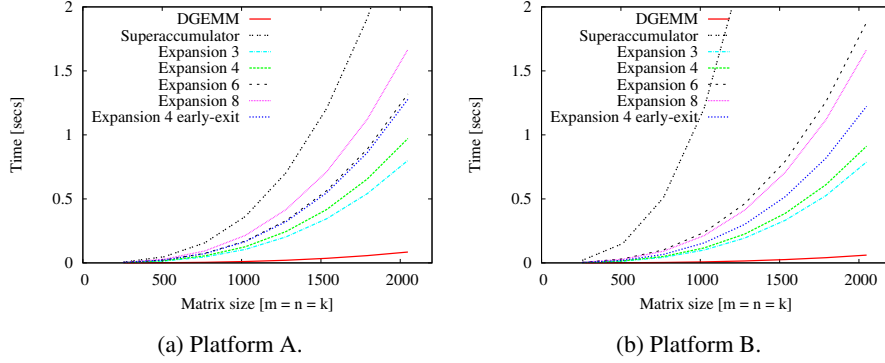 DGEMM
Superaccumulator
Expansion 3
Expansion 4
Expansion 6
Expansion 8
Expansion 4 early-exit
Time [secs]
2
1.5
1
0.5
0
0 500 1000 1500 2000
Matrix size [m = n = k]
(a) Platform A.
DGEMM
Superaccumulator
Expansion 3
Expansion 4
Expansion 6
Expansion 8
Expansion 4 early-exit
Time [secs]
2
1.5
1
0.5
0
0 500 1000 1500 2000
Matrix size [m = n = k]
(b) Platform B.